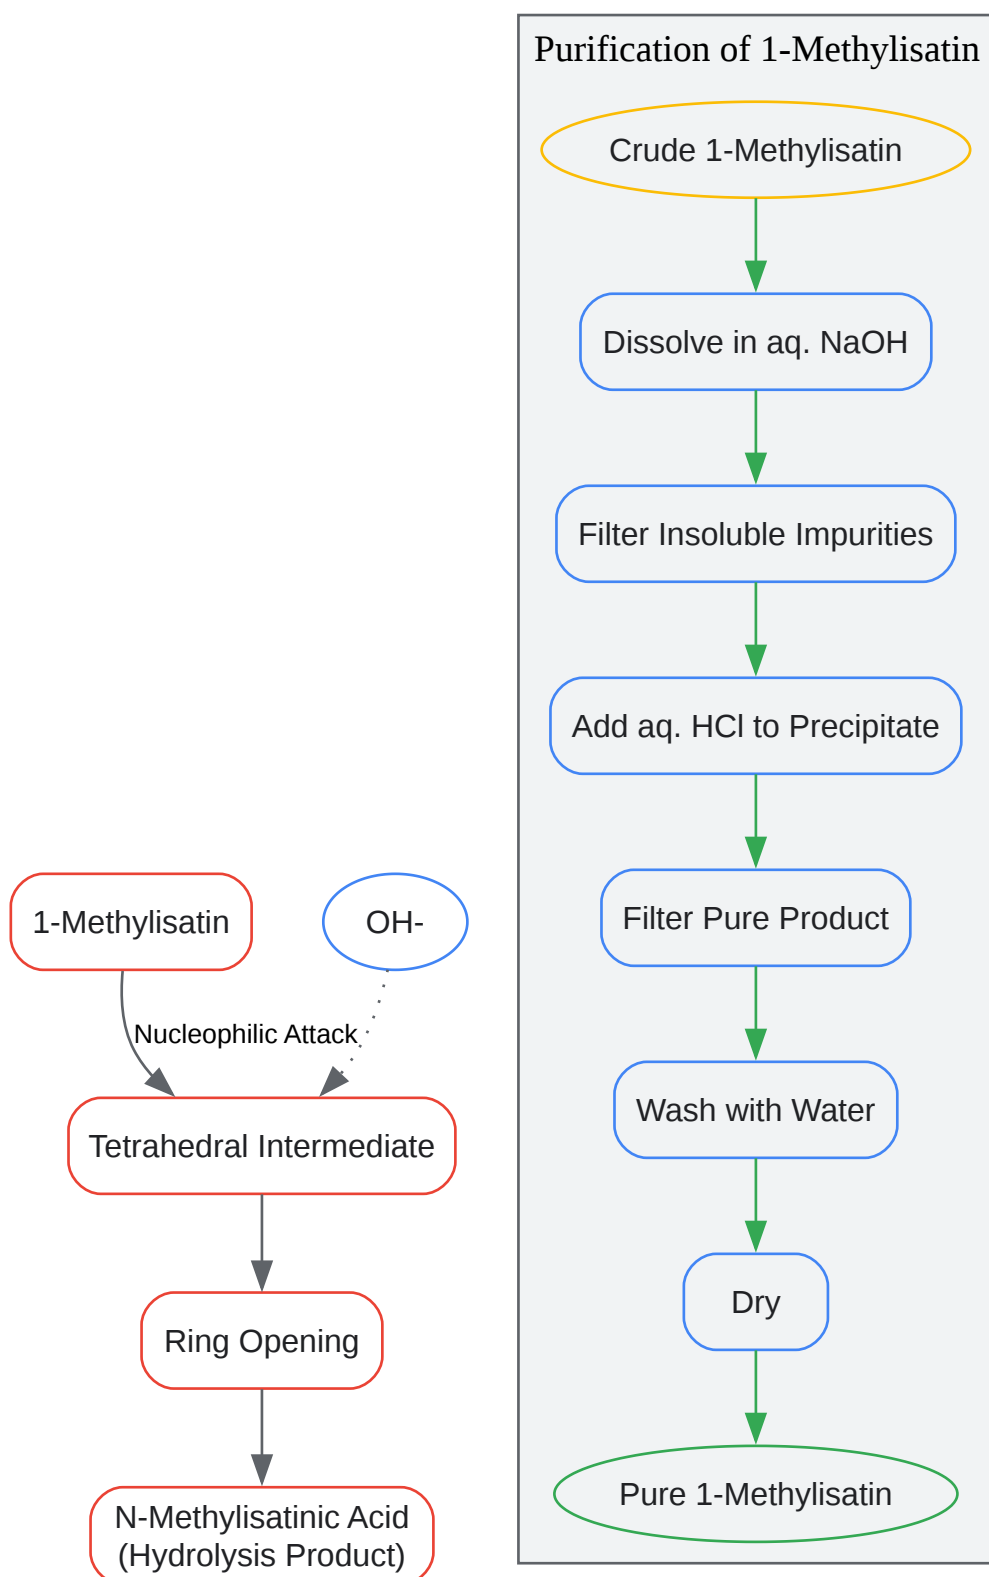 Purification of 1-Methylisatin
Crude 1-Methylisatin
Dissolve in aq. NaOH
Filter Insoluble Impurities
Add aq. HCl to Precipitate
Filter Pure Product
Wash with Water
Dry
Pure 1-Methylisatin
1-Methylisatin
OH-
Nucleophilic Attack
Tetrahedral Intermediate
Ring Opening
N-Methylisatinic Acid
(Hydrolysis Product)